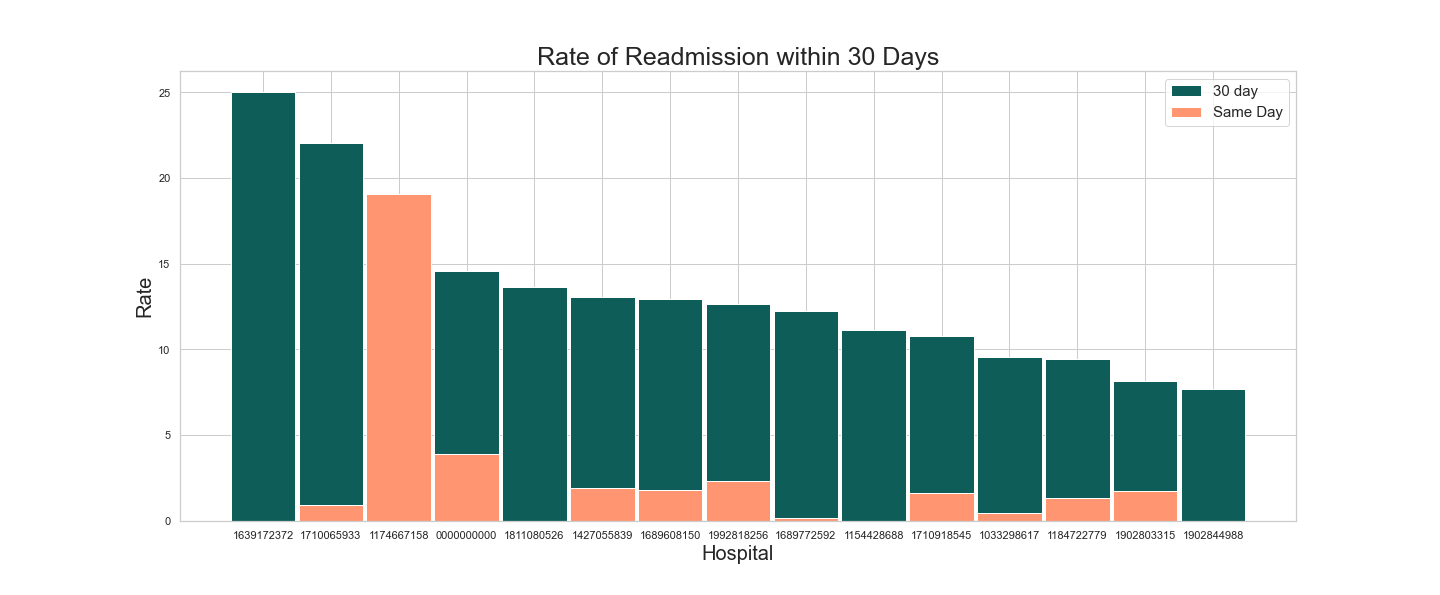 Rate of Readmission within 30 Days
30 day
Same Day
25
20
15
10
5
0
Rate
1639172372 1710065933 1174667158 0000000000 1811080526 1427055839 1689608150 1992818256 1689772592 1154428688 1710918545 1033298617 1184722779 1902803315 1902844988
Hospital